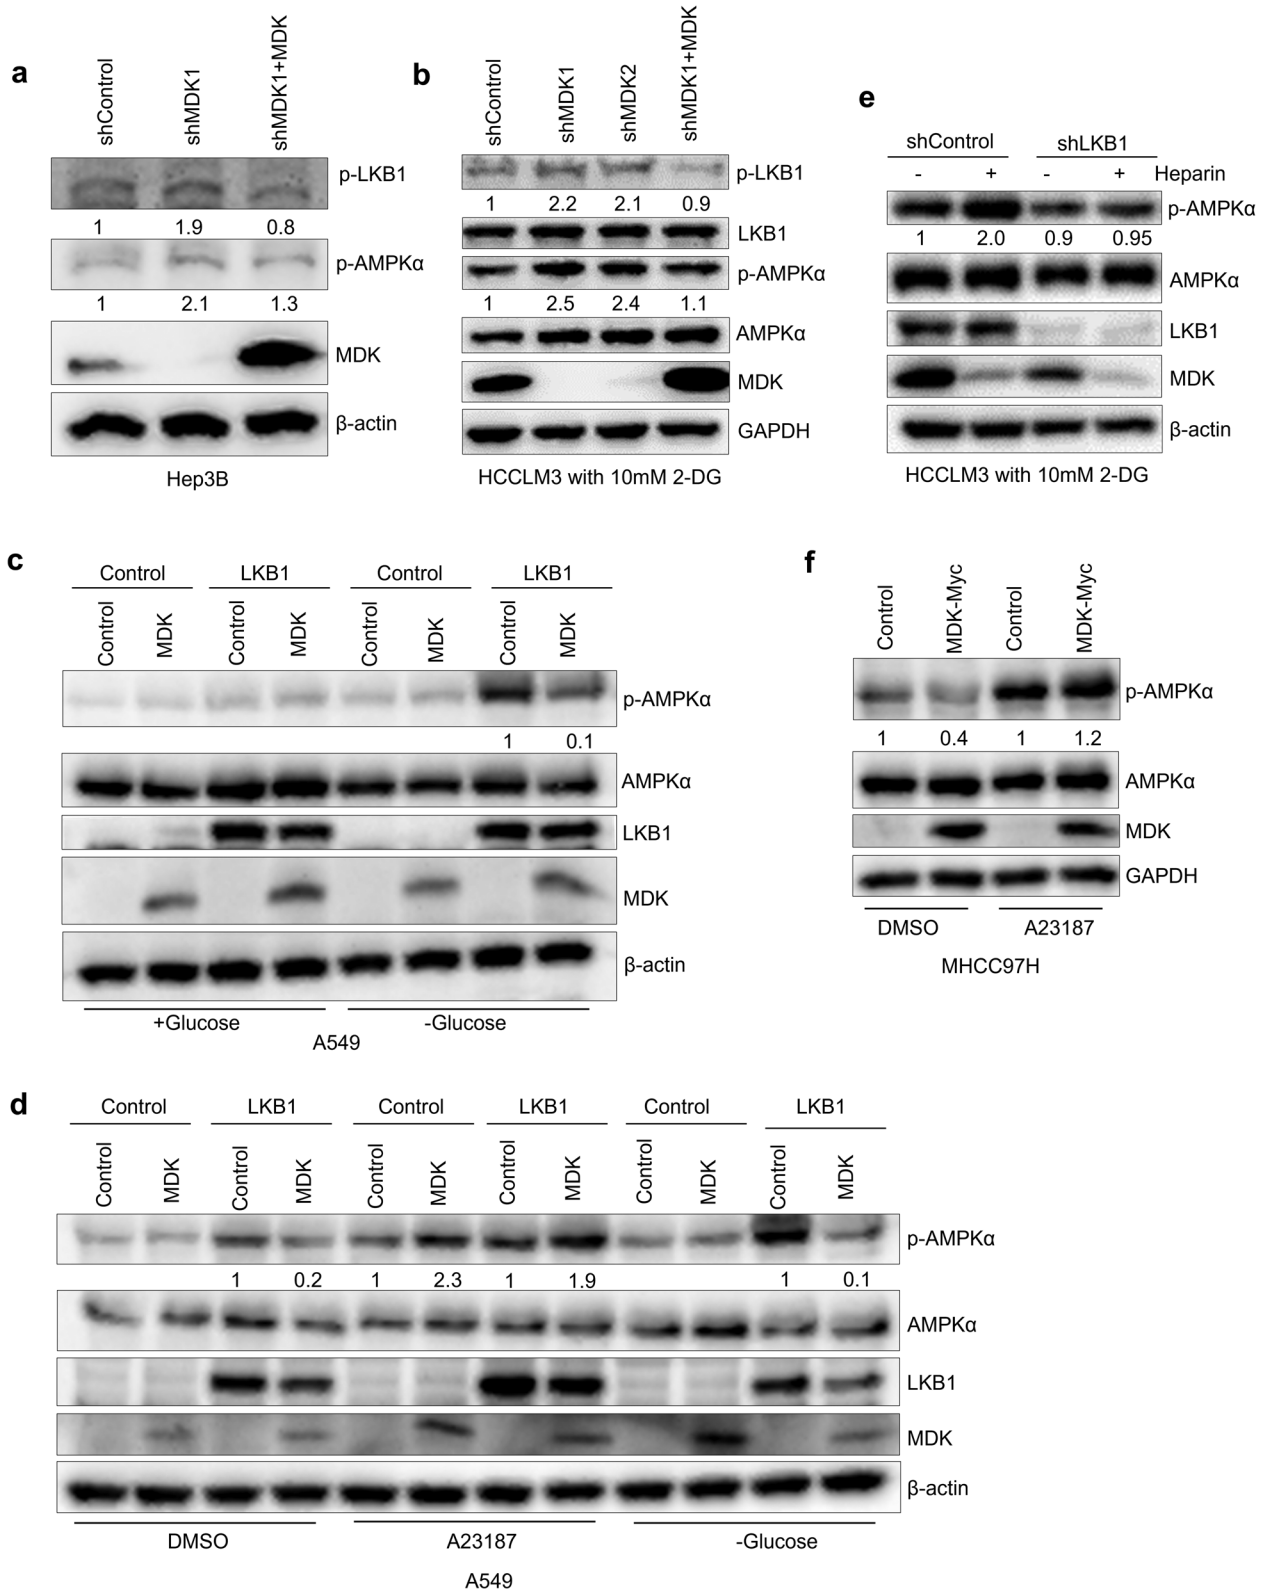 a
shControl
shMDK1
shMDK1+MDK
p-LKB1
1 1.9 0.8
p-AMPKα
1 2.1 1.3
MDK
β-actin
Hep3B
b
shControl
shMDK1
shMDK2
shMDK1+MDK
p-LKB1
1 2.2 2.1 0.9
LKB1
p-AMPKα
1 2.5 2.4 1.1
AMPKα
MDK
GAPDH
HCCLM3 with 10mM 2-DG
e
shControl shLKB1
- + - + Heparin
p-AMPKα
1 2.0 0.9 0.95
AMPKα
LKB1
MDK
β-actin
HCCLM3 with 10mM 2-DG
c
Control LKB1 Control LKB1
Control MDK Control MDK Control MDK Control MDK
p-AMPKα
1 0.1
AMPKα
LKB1
MDK
β-actin
+Glucose -Glucose
A549
f
Control MDK-Myc Control MDK-Myc
p-AMPKα
1 0.4 1 1.2
AMPKα
MDK
GAPDH
DMSO A23187
MHCC97H
d
Control LKB1 Control LKB1 Control LKB1
Control MDK Control MDK Control MDK Control MDK Control MDK Control MDK
p-AMPKα
1 0.2 1 2.3 1 1.9 1 0.1
AMPKα
LKB1
MDK
β-actin
DMSO A23187 -Glucose
A549